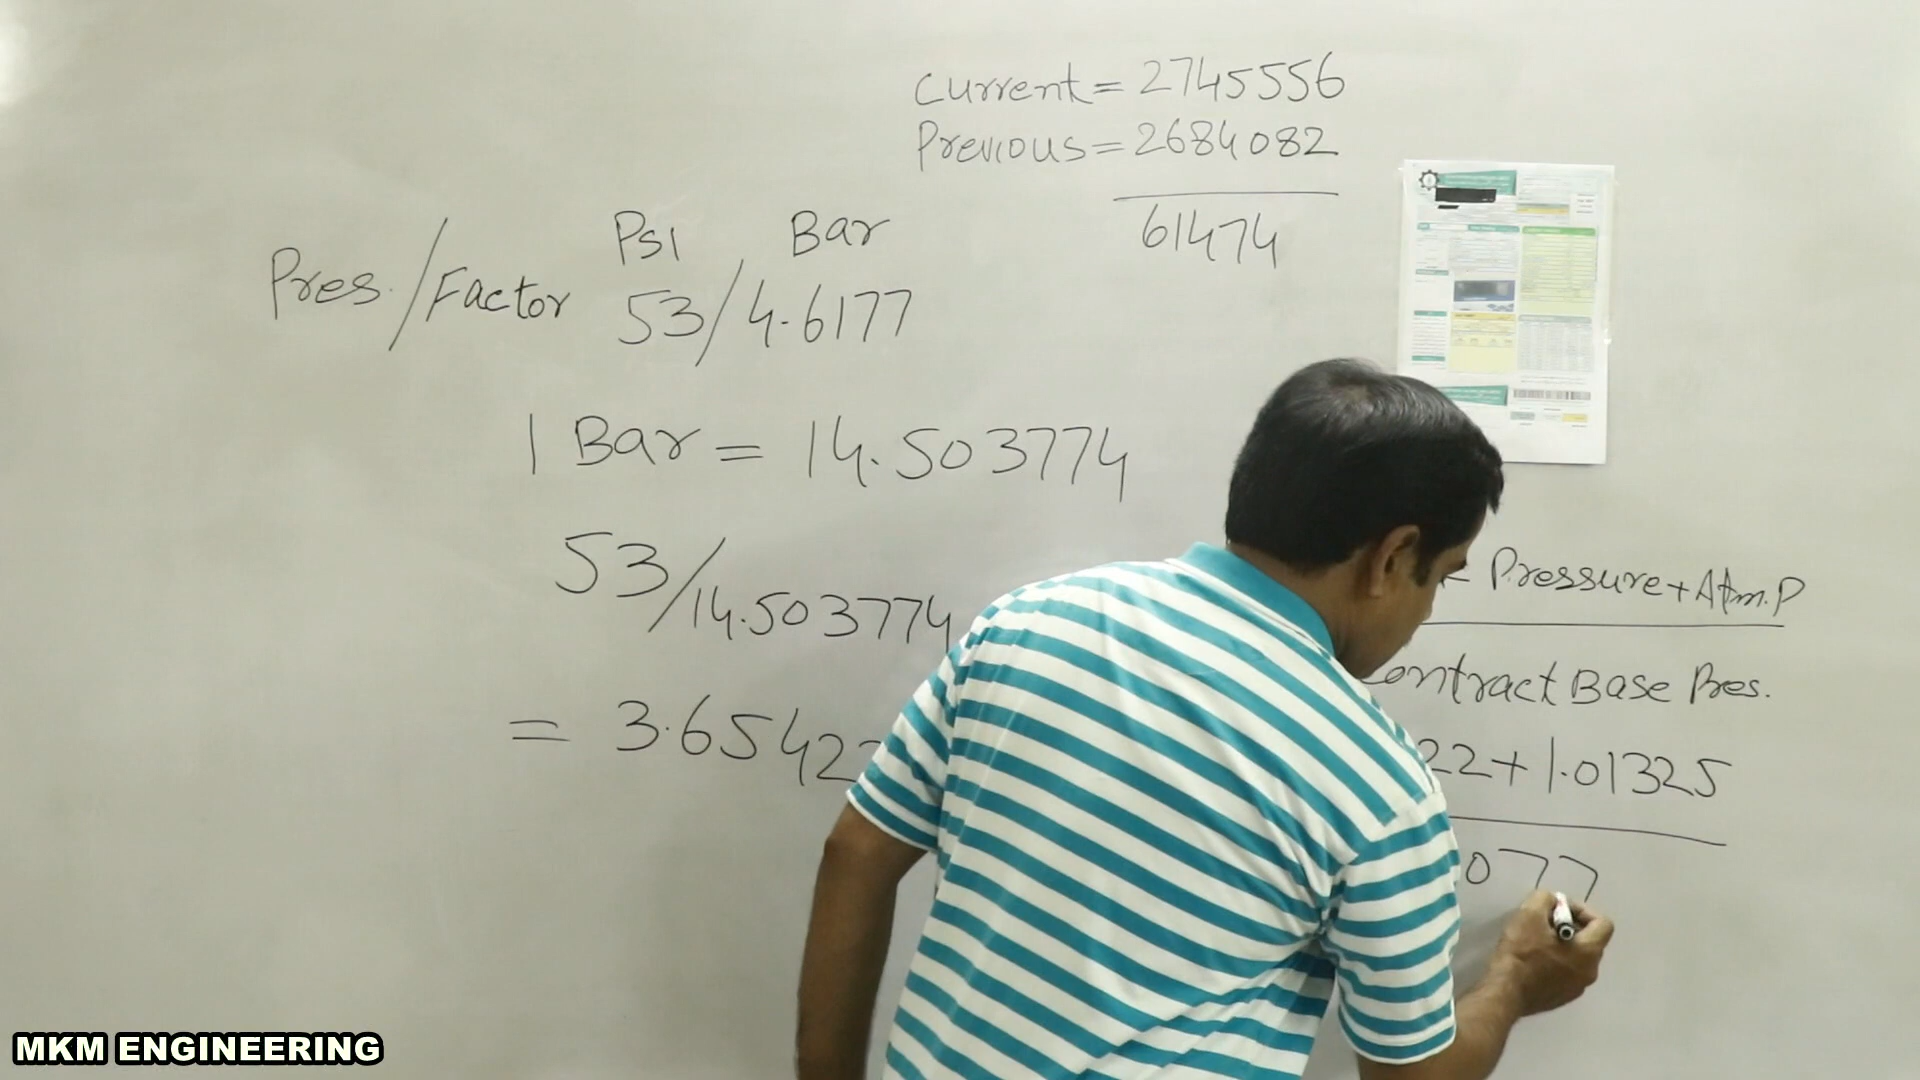 Current = 2745556
Previous = 2684082
61474
Psi Bar
Pres. / Factor 53 / 4.6177
1 Bar = 14.503774
53 / 14.503774
= 3.6542
Pressure + Atm. P
Contract Base Pres.
22 + 1.01325
077
MKM ENGINEERING